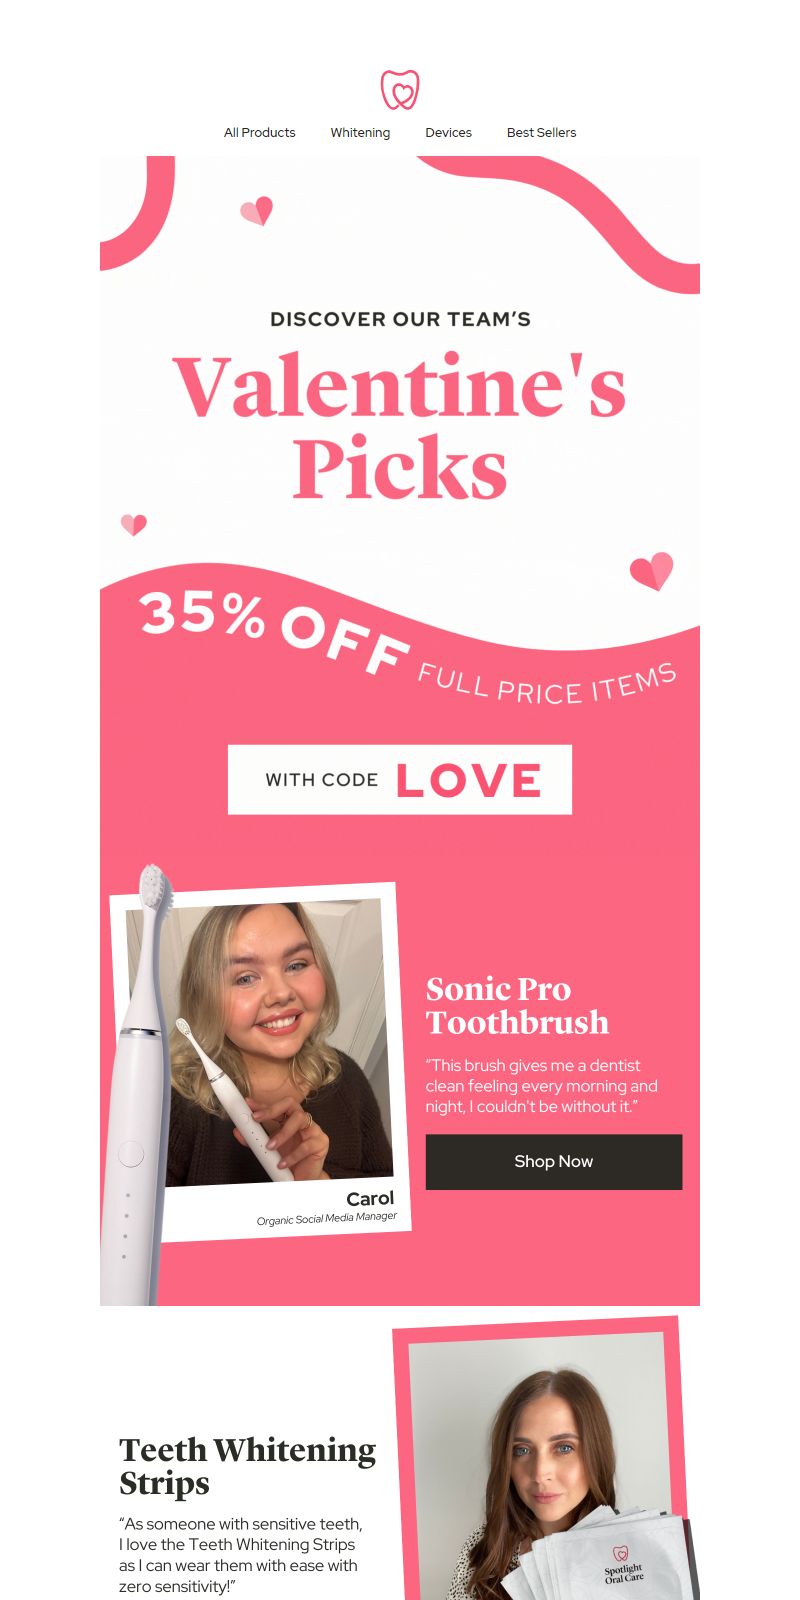 All Products Whitening Devices Best Sellers
DISCOVER OUR TEAM’S
Valentine's
Picks
35% OFF FULL PRICE ITEMS
WITH CODE LOVE
Sonic Pro
Toothbrush
“This brush gives me a dentist
clean feeling every morning and
night, I couldn't be without it.”
Shop Now
Carol
Organic Social Media Manager
Teeth Whitening
Strips
“As someone with sensitive teeth,
I love the Teeth Whitening Strips
as I can wear them with ease with
zero sensitivity!”
Spotlight
Oral Care